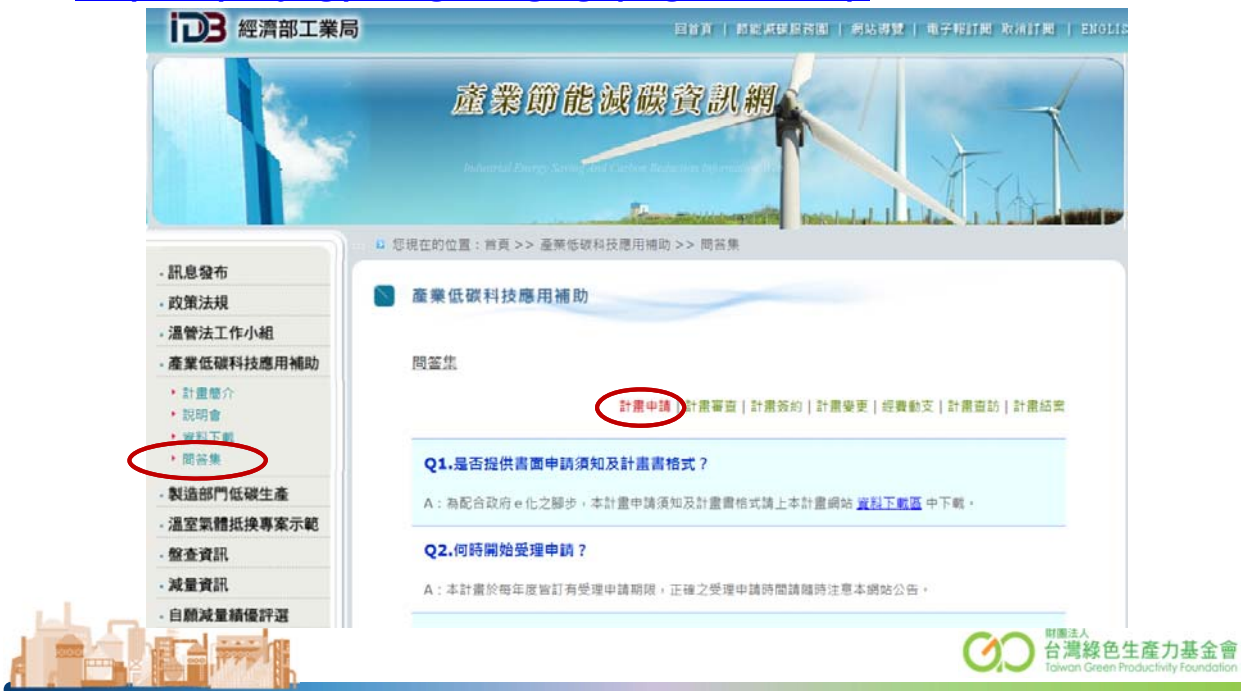 iDB 經濟部工業局
回首頁 | 節能減碳服務團 | 網站導覽 | 電子報訂閱 取消訂閱 | ENGLIS
產業節能減碳資訊網
Industrial Energy Saving and Carbon Reduction Information
您現在的位置:首頁 >> 產業低碳科技應用補助 >> 問答集
訊息發布
政策法規
溫管法工作小組
產業低碳科技應用補助
計畫簡介
說明會
資料下載
問答集
製造部門低碳生產
溫室氣體抵換專案示範
盤查資訊
減量資訊
自願減量績優評選
產業低碳科技應用補助
問答集
計畫申請 | 計畫審查 | 計畫簽約 | 計畫變更 | 經費動支 | 計畫查訪 | 計畫結案
Q1.是否提供書面申請須知及計畫書格式?
A:為配合政府e化之腳步,本計畫申請須知及計畫書格式請上本計畫網站 資料下載區 中下載。
Q2.何時開始受理申請?
A:本計畫於每年度皆訂有受理申請期限,正確之受理申請時間請隨時注意本網站公告。
財團法人
台灣綠色生產力基金會
Taiwan Green Productivity Foundation